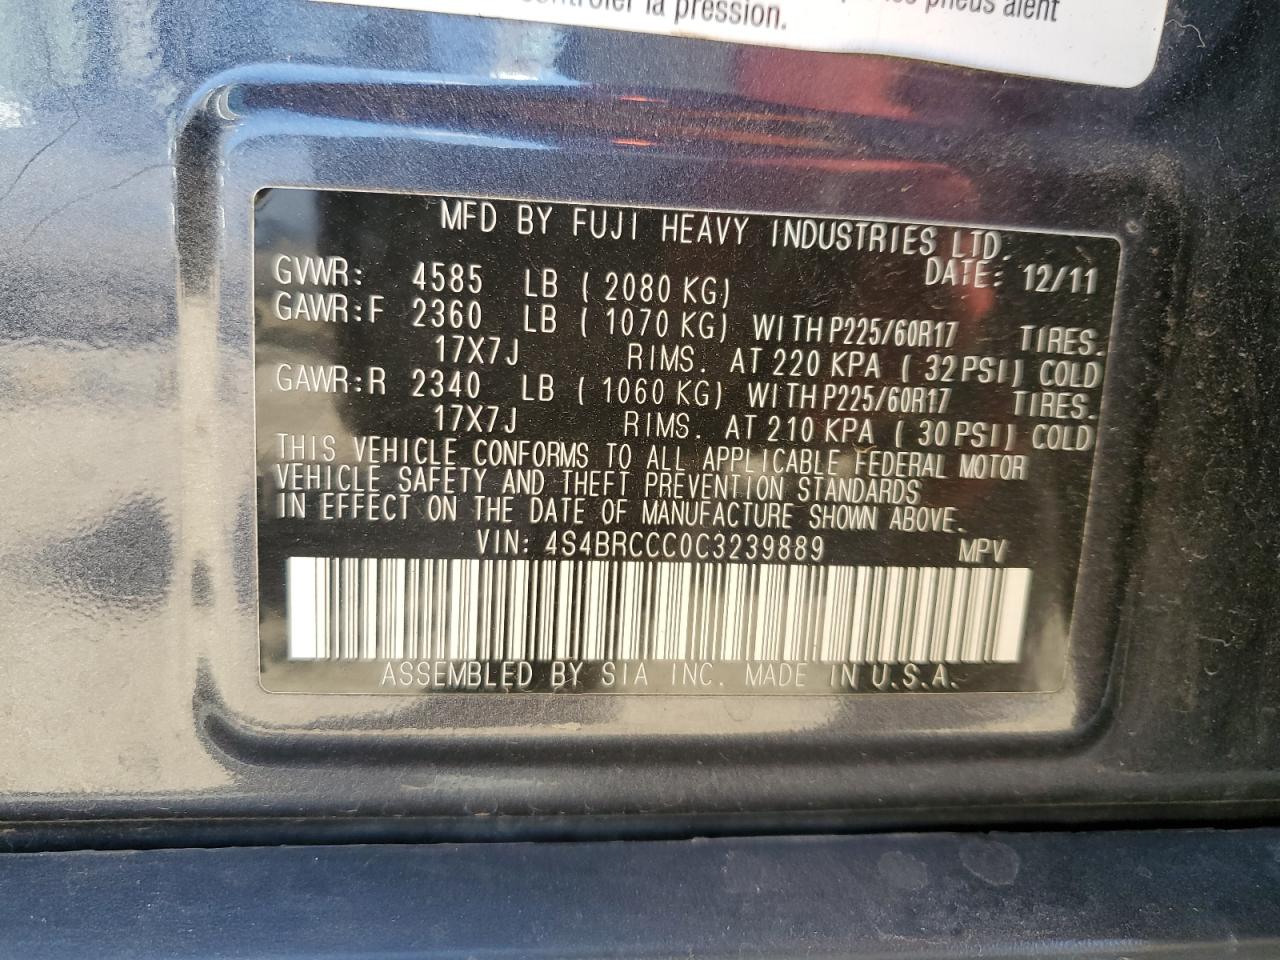 la pression.
pneus aient
MFD BY FUJI HEAVY INDUSTRIES LTD.
DATE: 12/11
GVWR: 4585 LB ( 2080 KG)
GAWR:F 2360 LB ( 1070 KG) WITH P225/60R17 TIRES.
17X7J RIMS. AT 220 KPA ( 32 PSI) COLD
GAWR:R 2340 LB ( 1060 KG) WITH P225/60R17 TIRES.
17X7J RIMS. AT 210 KPA ( 30 PSI) COLD
THIS VEHICLE CONFORMS TO ALL APPLICABLE FEDERAL MOTOR
VEHICLE SAFETY AND THEFT PREVENTION STANDARDS
IN EFFECT ON THE DATE OF MANUFACTURE SHOWN ABOVE.
VIN: 4S4BRCCC0C3239889 MPV
ASSEMBLED BY SIA INC. MADE IN U.S.A.